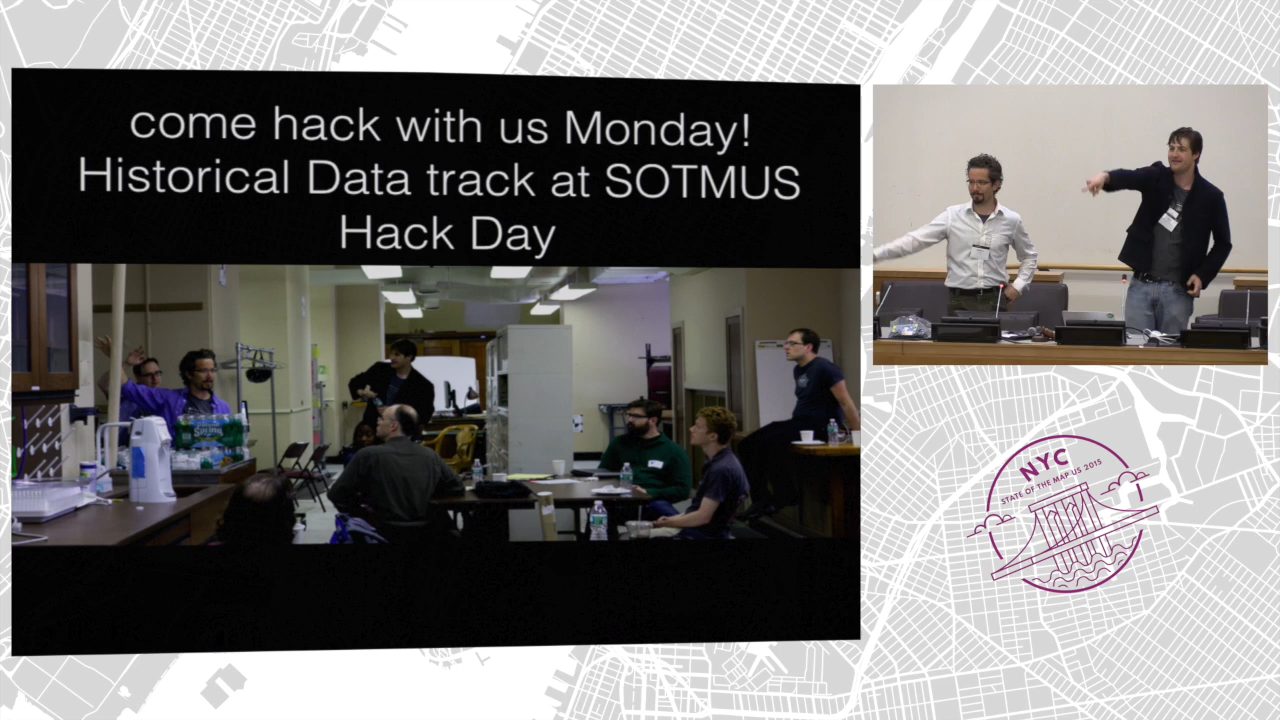 come hack with us Monday!
Historical Data track at SOTMUS
Hack Day
Spring
NYC
STATE OF THE MAP US 2015